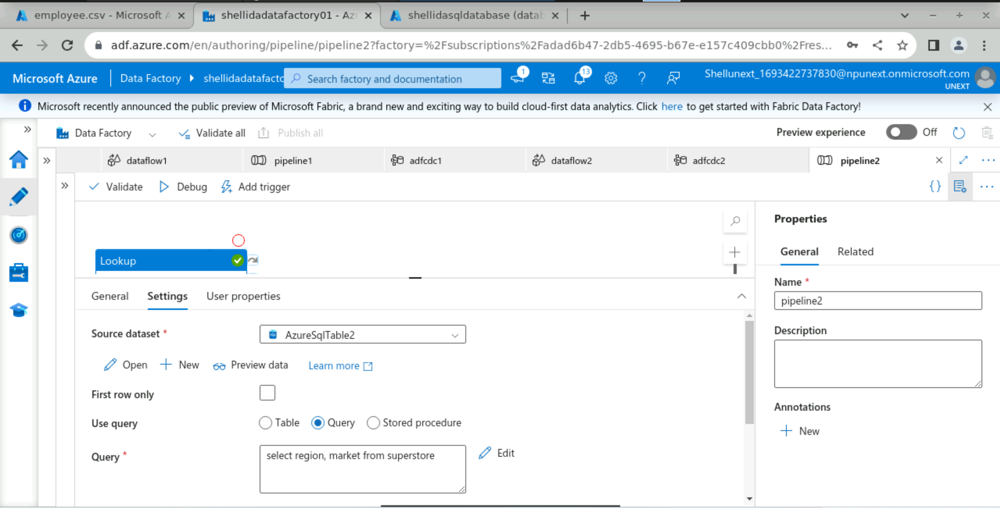 employee.csv - Microsoft A
shellidadatafactory01 - Az
shellidasqldatabase (datab
adf.azure.com/en/authoring/pipeline/pipeline2?factory=%2Fsubscriptions%2Fadad6b47-2db5-4695-b67e-e157c409cbb0%2Fres...
Microsoft Azure
Data Factory
shellidadatafacto
Search factory and documentation
1
13
Shellunext_1693422737830@npunext.onmicrosoft.com
UNEXT
Microsoft recently announced the public preview of Microsoft Fabric, a brand new and exciting way to build cloud-first data analytics. Click here to get started with Fabric Data Factory!
Data Factory
Validate all
Publish all
Preview experience
Off
dataflow1
pipeline1
adfcdc1
dataflow2
adfcdc2
pipeline2
Validate
Debug
Add trigger
Lookup
General
Settings
User properties
Source dataset *
AzureSqlTable2
Open
New
Preview data
Learn more
First row only
Use query
Table
Query
Stored procedure
Query *
select region, market from superstore
Edit
Properties
General
Related
Name *
pipeline2
Description
Annotations
New